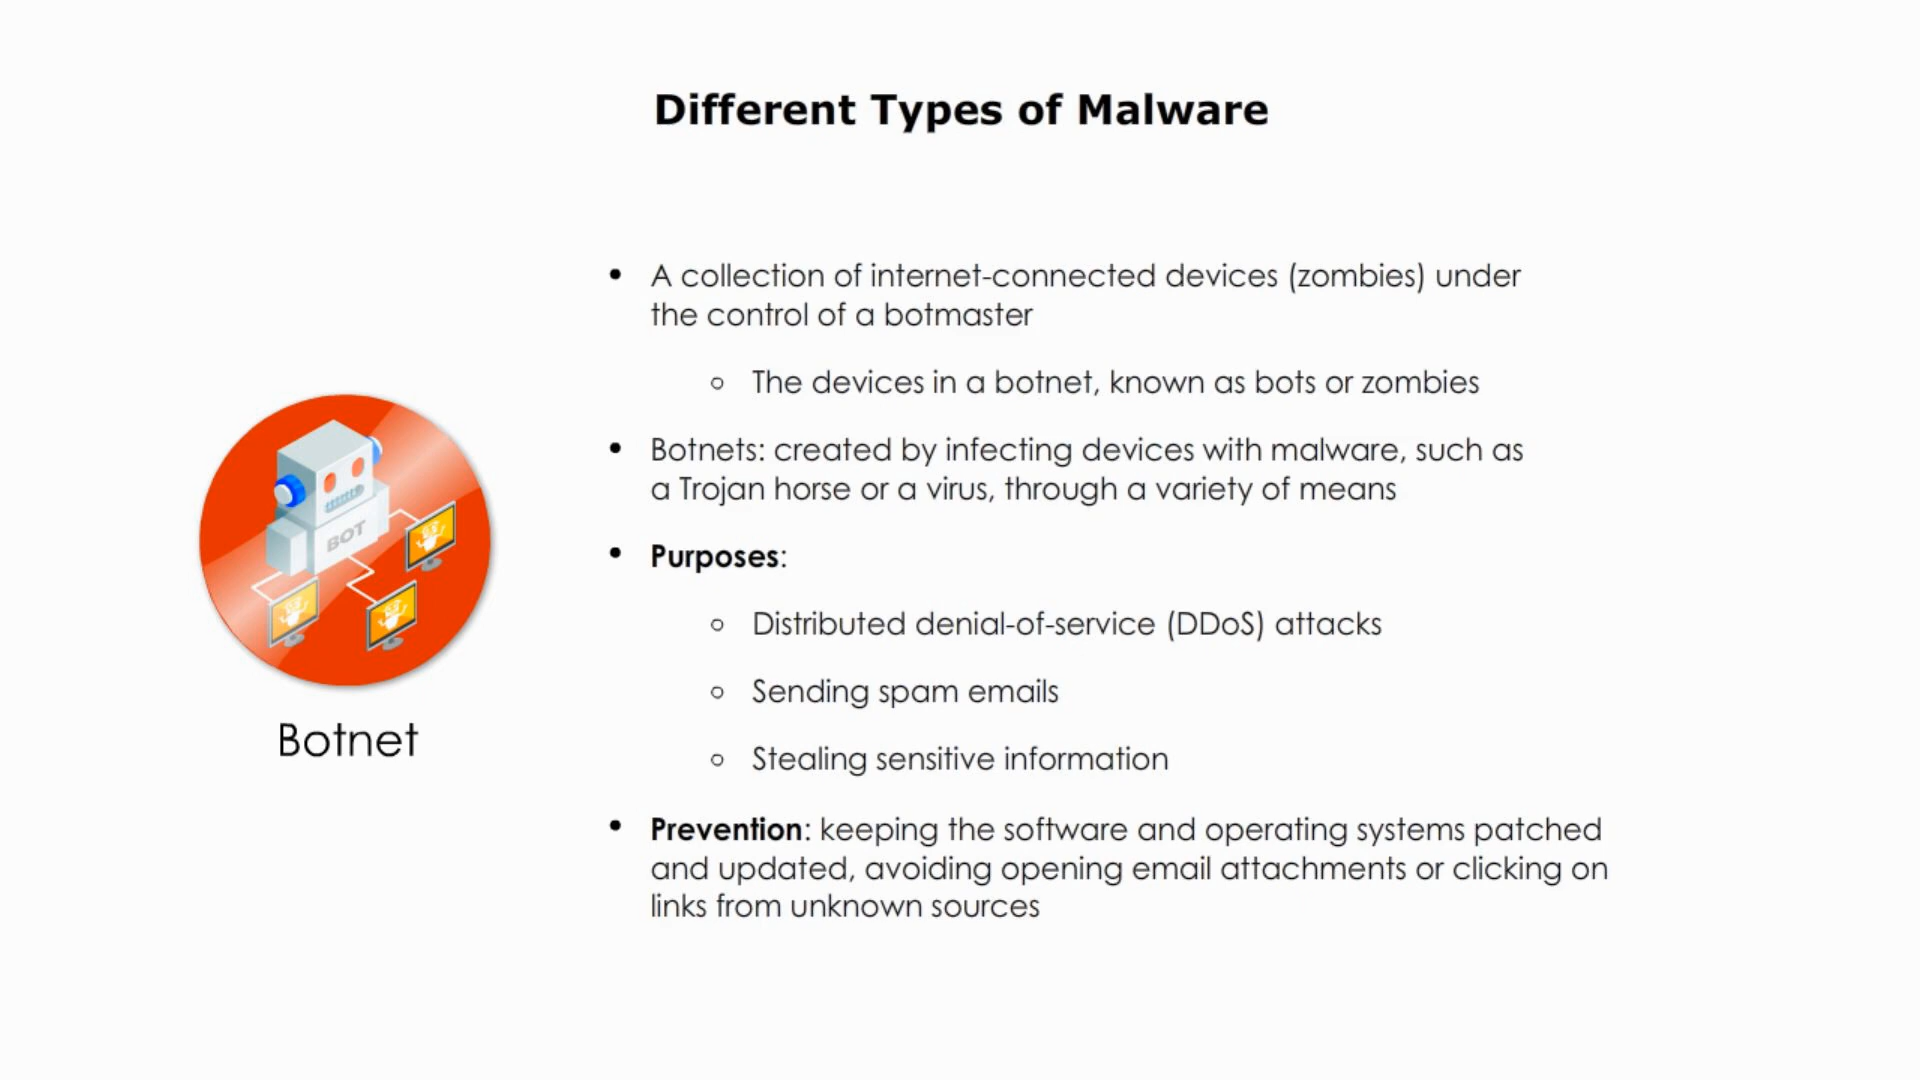 Different Types of Malware
• A collection of internet-connected devices (zombies) under
the control of a botmaster
○ The devices in a botnet, known as bots or zombies
• Botnets: created by infecting devices with malware, such as
a Trojan horse or a virus, through a variety of means
• Purposes:
○ Distributed denial-of-service (DDoS) attacks
○ Sending spam emails
○ Stealing sensitive information
• Prevention: keeping the software and operating systems patched
and updated, avoiding opening email attachments or clicking on
links from unknown sources
BOT
Botnet